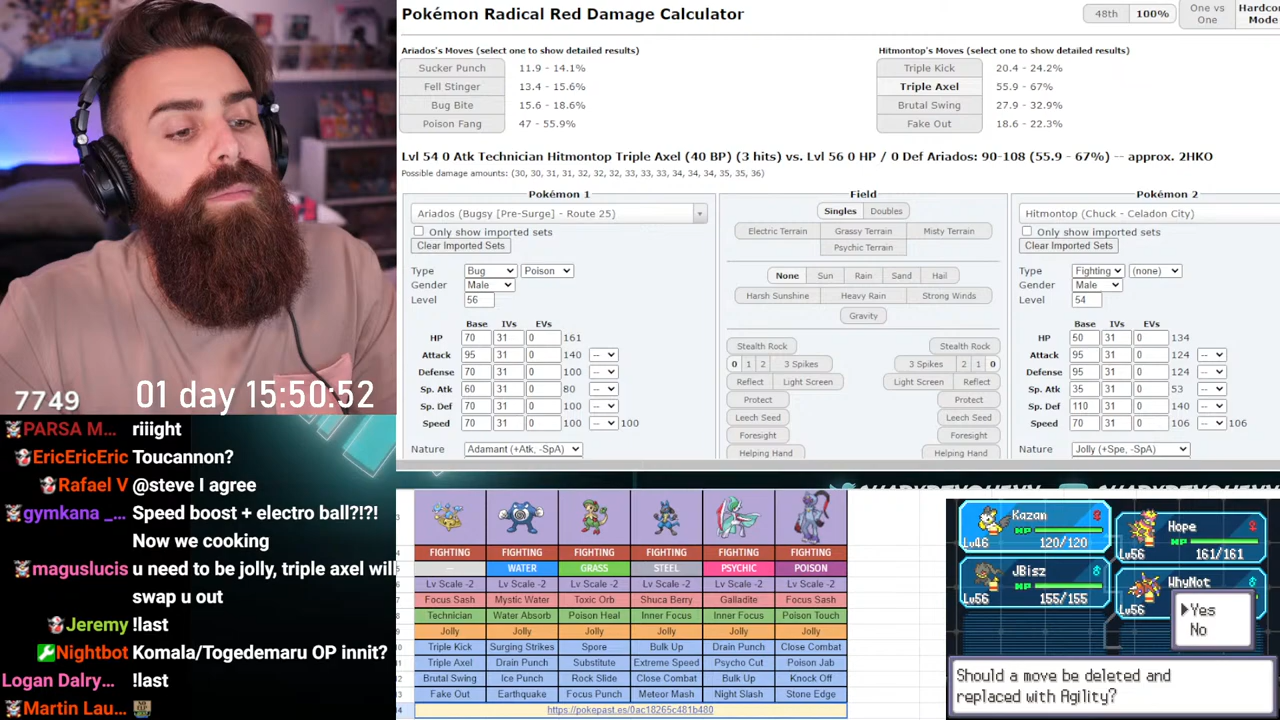 Pokémon Radical Red Damage Calculator
48th
100%
One vs
One
Hardco
Mode
Ariados's Moves (select one to show detailed results)
Sucker Punch 11.9 - 14.1%
Fell Stinger 13.4 - 15.6%
Bug Bite 15.6 - 18.6%
Poison Fang 47 - 55.9%
Hitmontop's Moves (select one to show detailed results)
Triple Kick 20.4 - 24.2%
Triple Axel 55.9 - 67%
Brutal Swing 27.9 - 32.9%
Fake Out 18.6 - 22.3%
Lvl 54 0 Atk Technician Hitmontop Triple Axel (40 BP) (3 hits) vs. Lvl 56 0 HP / 0 Def Ariados: 90-108 (55.9 - 67%) -- approx. 2HKO
Possible damage amounts: (30, 30, 31, 31, 32, 32, 32, 33, 33, 33, 34, 34, 34, 35, 35, 36)
Pokémon 1
Ariados (Bugsy [Pre-Surge] - Route 25)
Only show imported sets
Clear Imported Sets
Type Bug Poison
Gender Male
Level 56
Base IVs EVs
HP 70 31 0 161
Attack 95 31 0 140 --
Defense 70 31 0 100 --
Sp. Atk 60 31 0 80 --
Sp. Def 70 31 0 100 --
Speed 70 31 0 100 -- 100
Nature Adamant (+Atk, -SpA)
Field
Singles Doubles
Electric Terrain Grassy Terrain Misty Terrain
Psychic Terrain
None Sun Rain Sand Hail
Harsh Sunshine Heavy Rain Strong Winds
Gravity
Stealth Rock Stealth Rock
0 1 2 3 Spikes 3 Spikes 2 1 0
Reflect Light Screen Light Screen Reflect
Protect Protect
Leech Seed Leech Seed
Foresight Foresight
Helping Hand Helping Hand
Pokémon 2
Hitmontop (Chuck - Celadon City)
Only show imported sets
Clear Imported Sets
Type Fighting (none)
Gender Male
Level 54
Base IVs EVs
HP 50 31 0 134
Attack 95 31 0 124 --
Defense 95 31 0 124 --
Sp. Atk 35 31 0 53 --
Sp. Def 110 31 0 140 --
Speed 70 31 0 106 -- 106
Nature Jolly (+Spe, -SpA)
7749
01 day 15:50:52
PARSA M... riiight
EricEricEric Toucannon?
Rafael V @steve I agree
gymkana _... Speed boost + electro ball?!?!
Now we cooking
maguslucis u need to be jolly, triple axel will
swap u out
Jeremy !last
Nightbot Komala/Togedemaru OP innit?
Logan Dalry... !last
Martin Lau...
FIGHTING FIGHTING FIGHTING FIGHTING FIGHTING FIGHTING
-- WATER GRASS STEEL PSYCHIC POISON
Lv Scale -2 Lv Scale -2 Lv Scale -2 Lv Scale -2 Lv Scale -2 Lv Scale -2
Focus Sash Mystic Water Toxic Orb Shuca Berry Focus Sash Focus Sash
Technician Water Absorb Poison Heal Inner Focus Inner Focus Poison Touch
Jolly Jolly Jolly Jolly Jolly Jolly
Triple Kick Surging Strikes Spore Bulk Up Drain Punch Close Combat
Triple Axel Drain Punch Substitute Extreme Speed Psycho Cut Poison Jab
Brutal Swing Ice Punch Rock Slide Close Combat Bulk Up Knock Off
Fake Out Earthquake Focus Punch Meteor Mash Night Slash Stone Edge
https://pokepast.es/0ac18265c481b480
Kazan
Lv46 HP 120/120
Hope
Lv56 HP 161/161
JBisz
Lv56 HP 155/155
WhyNot
Lv56
Yes
No
Should a move be deleted and
replaced with Agility?